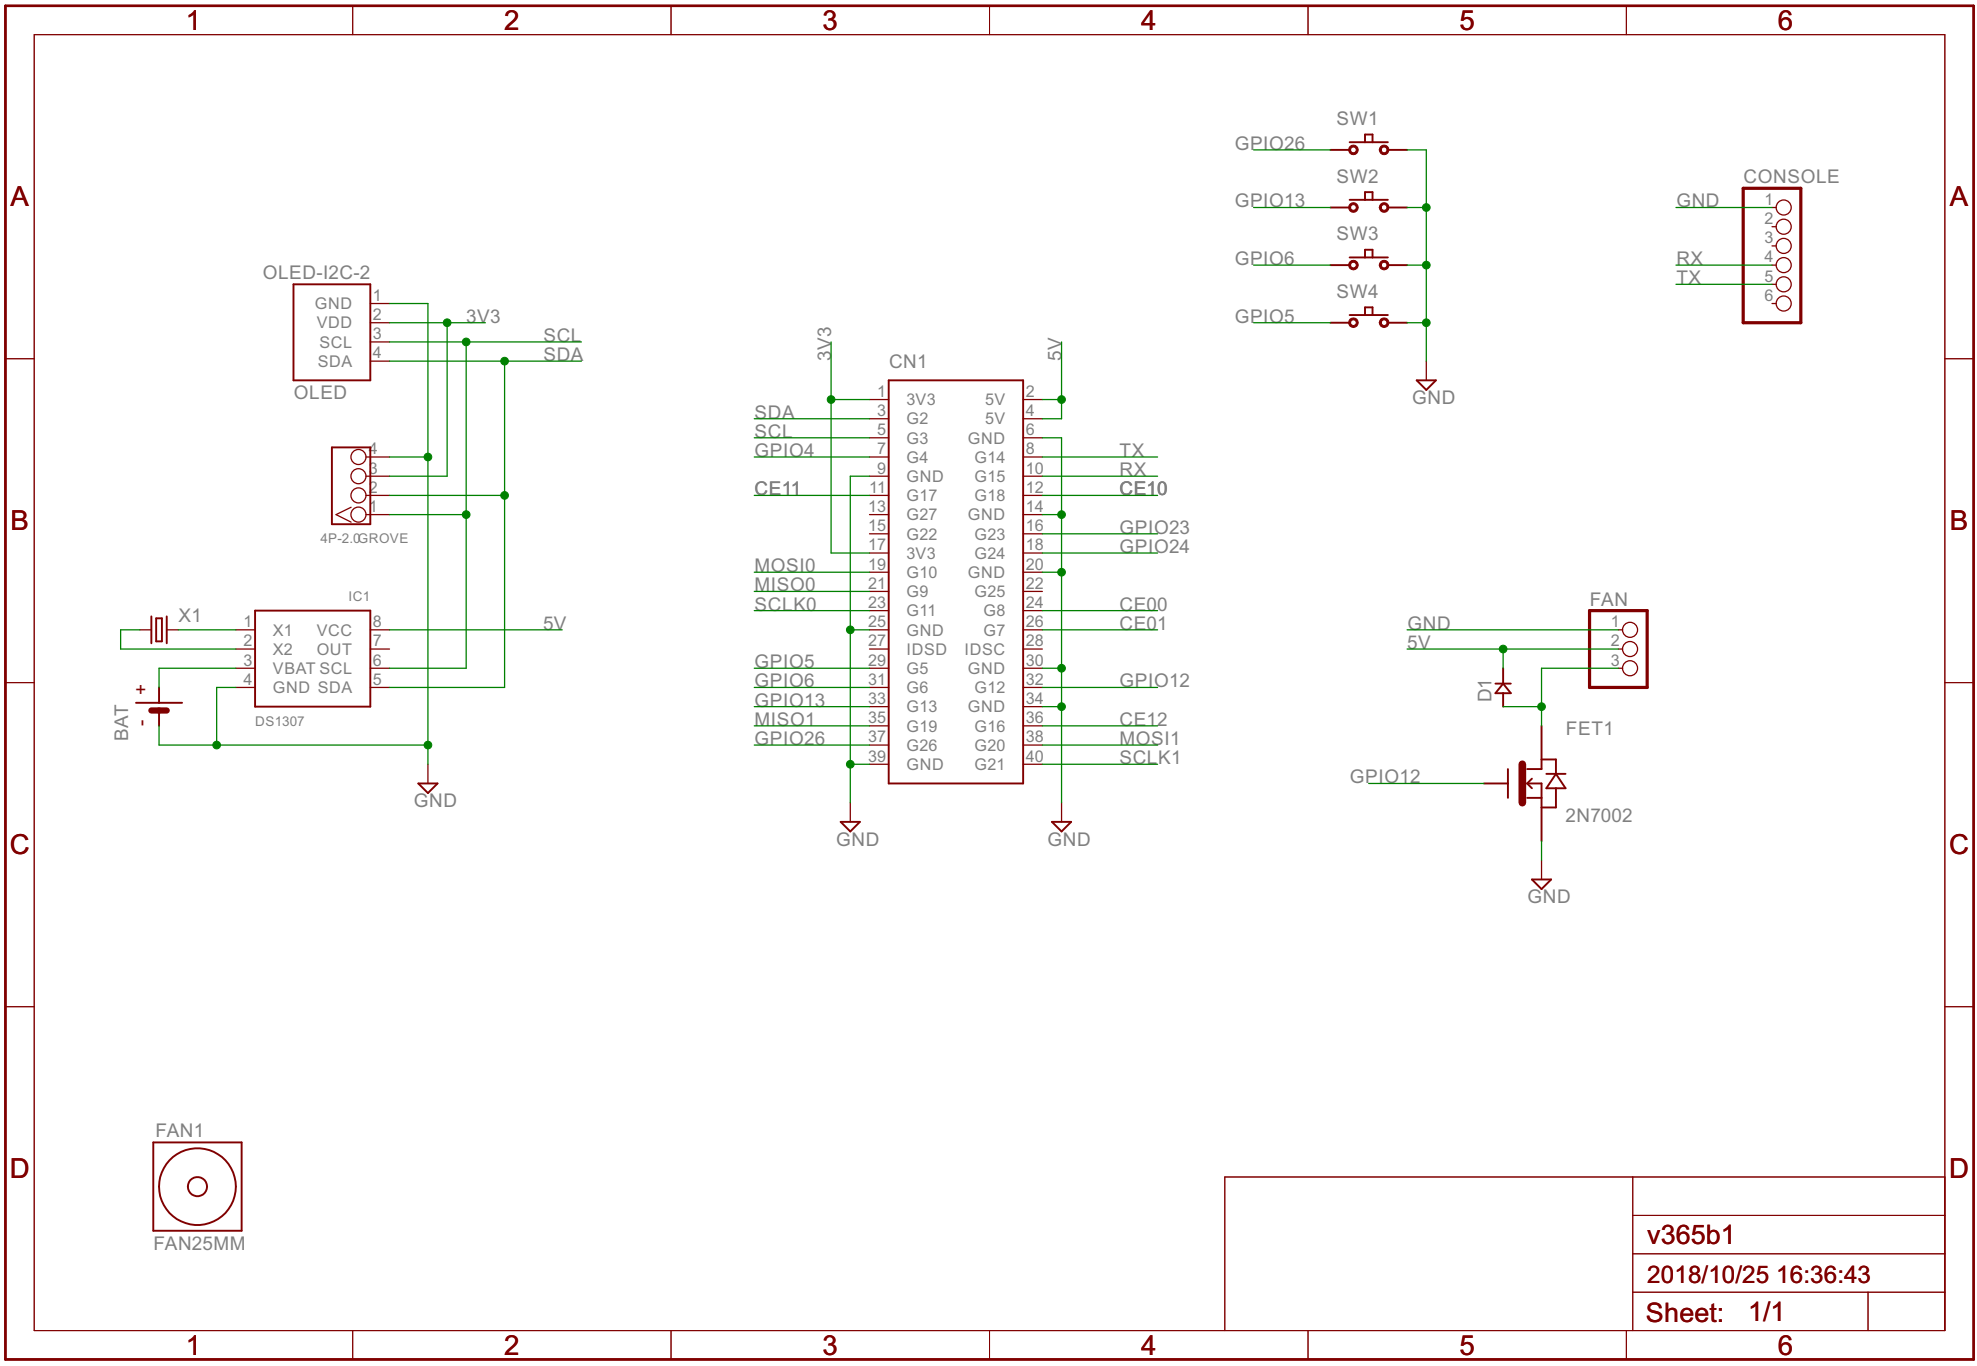 1 2 3 4 5 6
A A
B B
C C
D D
OLED-I2C-2
GND 1
VDD 2
SCL 3
SDA 4
OLED
3V3
SCL
SDA
4
3
2
1
4P-2.0GROVE
IC1
X1
1 X1 VCC 8
2 X2 OUT 7
3 VBAT SCL 6
4 GND SDA 5
DS1307
5V
+
-
BAT
GND
3V3
5V
CN1
1 3V3 5V 2
SDA 3 G2 5V 4
SCL 5 G3 GND 6
GPIO4 7 G4 G14 8 TX
9 GND G15 10 RX
CE11 11 G17 G18 12 CE10
13 G27 GND 14
15 G22 G23 16 GPIO23
17 3V3 G24 18 GPIO24
MOSI0 19 G10 GND 20
MISO0 21 G9 G25 22
SCLK0 23 G11 G8 24 CE00
25 GND G7 26 CE01
27 IDSD IDSC 28
GPIO5 29 G5 GND 30
GPIO6 31 G6 G12 32 GPIO12
GPIO13 33 G13 GND 34
MISO1 35 G19 G16 36 CE12
GPIO26 37 G26 G20 38 MOSI1
39 GND G21 40 SCLK1
GND
GND
SW1
GPIO26
SW2
GPIO13
SW3
GPIO6
SW4
GPIO5
GND
CONSOLE
GND 1
2
3
RX 4
TX 5
6
FAN
GND 1
5V 2
3
D1
FET1
GPIO12
2N7002
GND
FAN1
FAN25MM
v365b1
2018/10/25 16:36:43
Sheet: 1/1
1 2 3 4 5 6